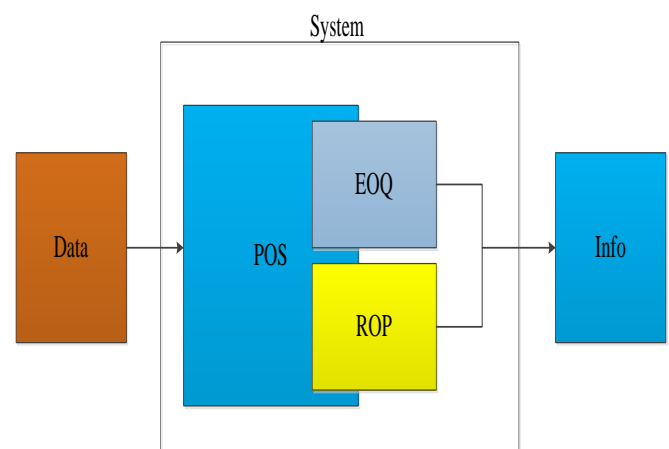 System
EOQ
Data
POS
Info
ROP